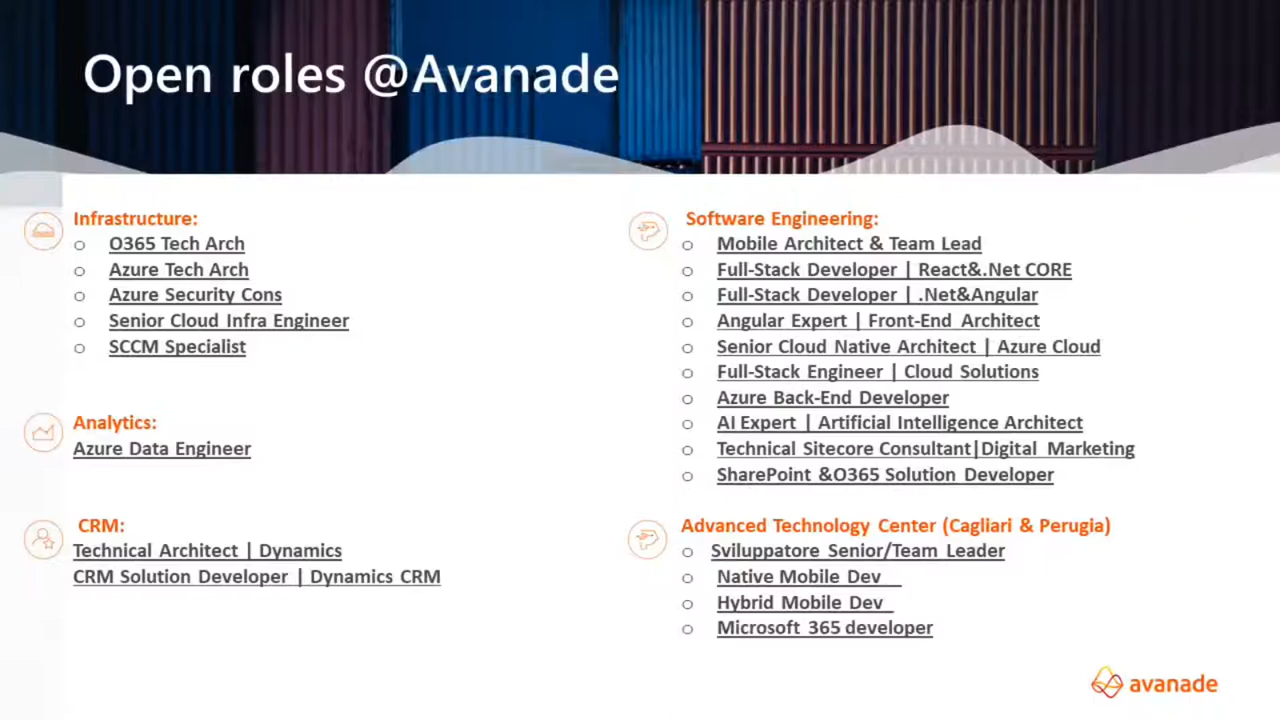 Open roles @Avanade
Infrastructure:
O365 Tech Arch
Azure Tech Arch
Azure Security Cons
Senior Cloud Infra Engineer
SCCM Specialist
Analytics:
Azure Data Engineer
CRM:
Technical Architect | Dynamics
CRM Solution Developer | Dynamics CRM
Software Engineering:
Mobile Architect & Team Lead
Full-Stack Developer | React&.Net CORE
Full-Stack Developer | .Net&Angular
Angular Expert | Front-End Architect
Senior Cloud Native Architect | Azure Cloud
Full-Stack Engineer | Cloud Solutions
Azure Back-End Developer
AI Expert | Artificial Intelligence Architect
Technical Sitecore Consultant|Digital Marketing
SharePoint &O365 Solution Developer
Advanced Technology Center (Cagliari & Perugia)
Sviluppatore Senior/Team Leader
Native Mobile Dev
Hybrid Mobile Dev
Microsoft 365 developer
avanade